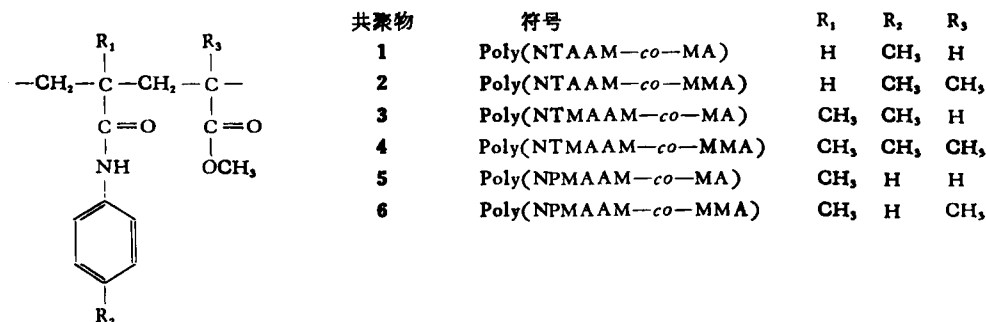 共聚物 符号 R₁ R₂ R₃
1 Poly(NTAAM—co—MA) H CH₃ H
2 Poly(NTAAM—co—MMA) H CH₃ CH₃
3 Poly(NTMAAM—co—MA) CH₃ CH₃ H
4 Poly(NTMAAM—co—MMA) CH₃ CH₃ CH₃
5 Poly(NPMAAM—co—MA) CH₃ H H
6 Poly(NPMAAM—co—MMA) CH₃ H CH₃
R₁ R₃
—CH₂—C—CH₂—C—
C=O C=O
NH OCH₃
R₂